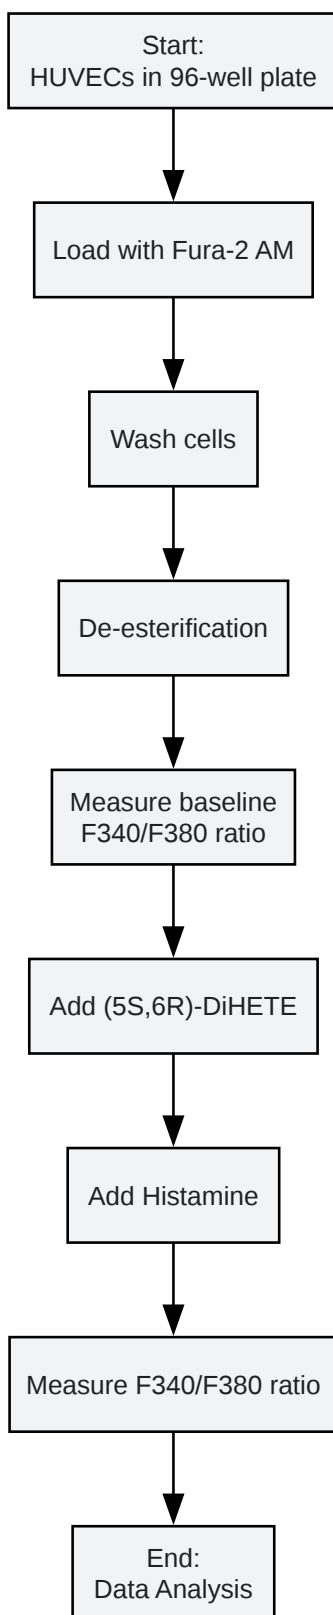 Start:
HUVECs in 96-well plate
Load with Fura-2 AM
Wash cells
De-esterification
Measure baseline
F340/F380 ratio
Add (5S,6R)-DiHETE
Add Histamine
Measure F340/F380 ratio
End:
Data Analysis